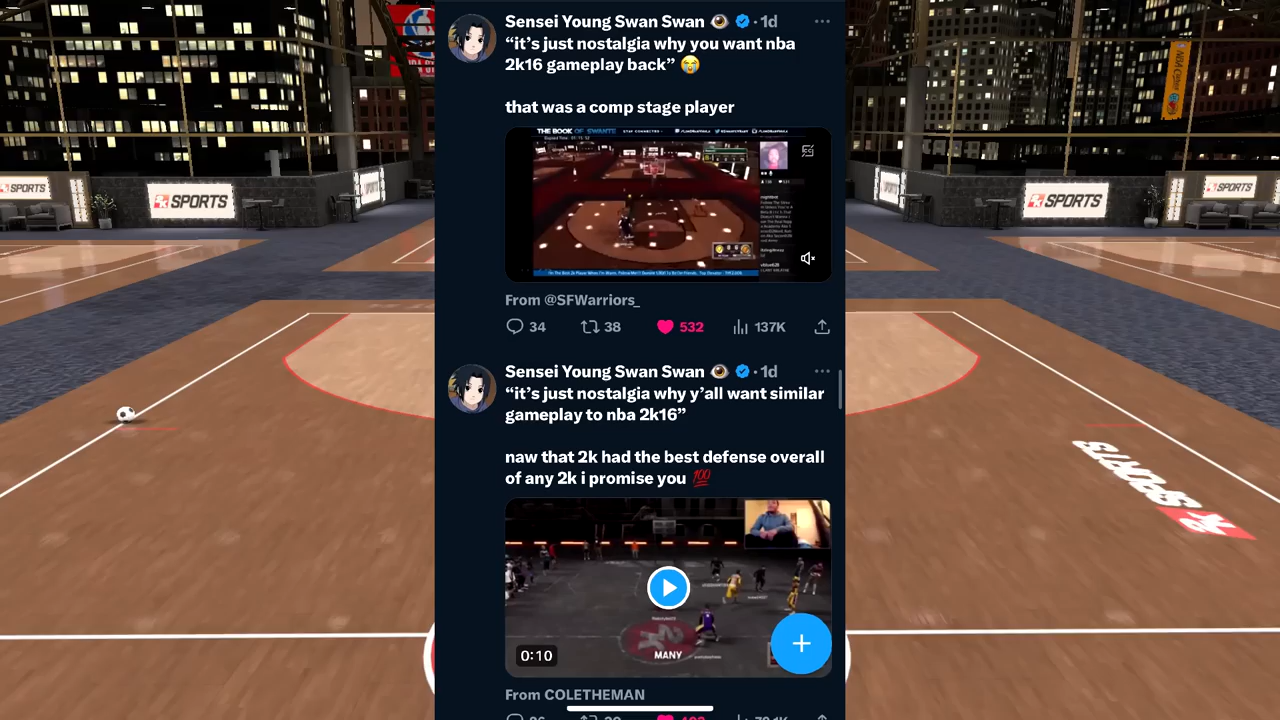 Sensei Young Swan Swan 👁️ · 1d
“it’s just nostalgia why you want nba
2k16 gameplay back” 😭
that was a comp stage player
THE BOOK OF SWANTE
STAY CONNECTED
From @SFWarriors_
34 38 532 137K
Sensei Young Swan Swan 👁️ · 1d
“it’s just nostalgia why y’all want similar
gameplay to nba 2k16”
naw that 2k had the best defense overall
of any 2k i promise you 💯
MANY
0:10
From COLETHEMAN
2K SPORTS
2K SPORTS
2K SPORTS
2K SPORTS
2K SPORTS